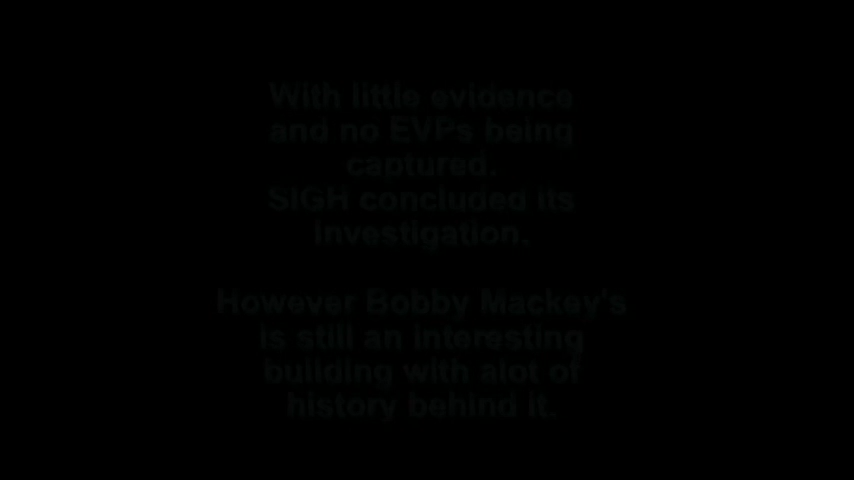 With little evidence
and no EVPs being
captured.
SIGH concluded its
investigation.
However Bobby Mackey's
is still an interesting
building with alot of
history behind it.